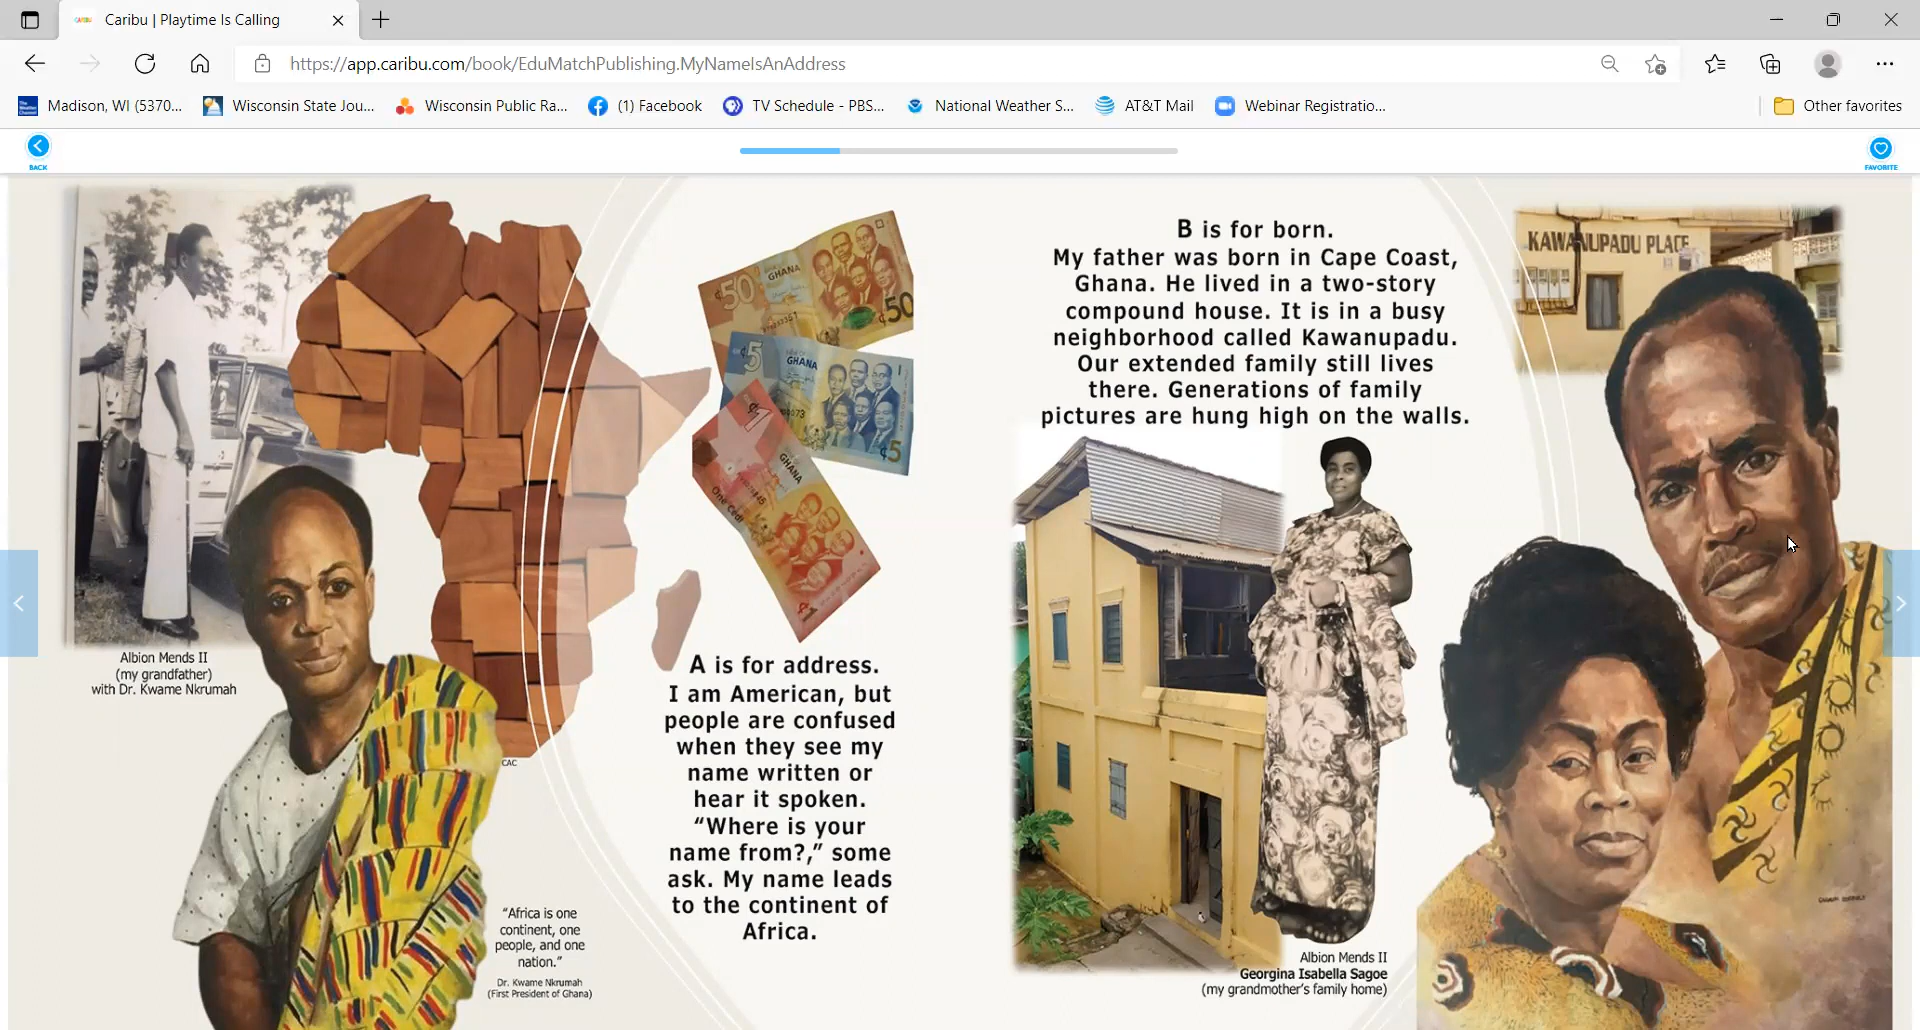 Caribu | Playtime Is Calling
https://app.caribu.com/book/EduMatchPublishing.MyNameIsAnAddress
Madison, WI (5370...
Wisconsin State Jou...
Wisconsin Public Ra...
(1) Facebook
TV Schedule - PBS...
National Weather S...
AT&T Mail
Webinar Registratio...
Other favorites
BACK
FAVORITE
Albion Mends II
(my grandfather)
with Dr. Kwame Nkrumah
CAC
"Africa is one
continent, one
people, and one
nation."
Dr. Kwame Nkrumah
(First President of Ghana)
¢50
GHANA
¢50
¢5
GHANA
¢5
¢1
GHANA
One Cedi
A is for address.
I am American, but
people are confused
when they see my
name written or
hear it spoken.
“Where is your
name from?,” some
ask. My name leads
to the continent of
Africa.
B is for born.
My father was born in Cape Coast,
Ghana. He lived in a two-story
compound house. It is in a busy
neighborhood called Kawanupadu.
Our extended family still lives
there. Generations of family
pictures are hung high on the walls.
KAWANUPADU PLACE
Albion Mends II
Georgina Isabella Sagoe
(my grandmother's family home)